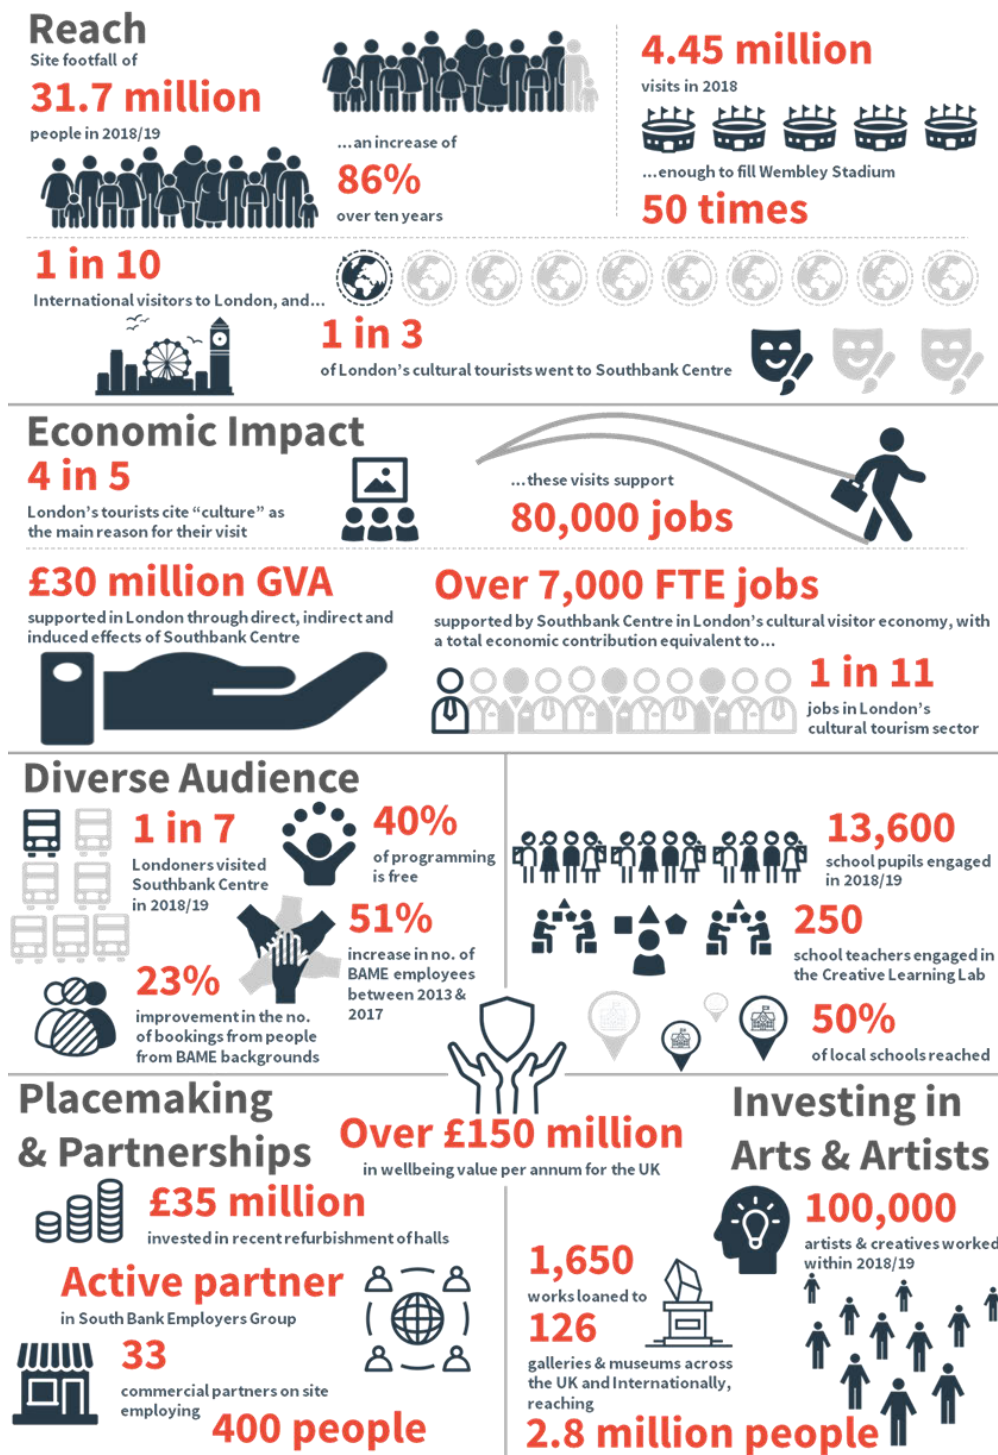 Reach
Site footfall of
31.7 million
people in 2018/19
...an increase of
86%
over ten years
4.45 million
visits in 2018
...enough to fill Wembley Stadium
50 times
1 in 10
International visitors to London, and...
1 in 3
of London's cultural tourists went to Southbank Centre
Economic Impact
4 in 5
London's tourists cite “culture” as
the main reason for their visit
...these visits support
80,000 jobs
£30 million GVA
supported in London through direct, indirect and
induced effects of Southbank Centre
Over 7,000 FTE jobs
supported by Southbank Centre in London's cultural visitor economy, with
a total economic contribution equivalent to...
1 in 11
jobs in London's
cultural tourism sector
Diverse Audience
1 in 7
Londoners visited
Southbank Centre
in 2018/19
40%
of programming
is free
51%
increase in no. of
BAME employees
between 2013 &
2017
23%
improvement in the no.
of bookings from people
from BAME backgrounds
13,600
school pupils engaged
in 2018/19
250
school teachers engaged in
the Creative Learning Lab
50%
of local schools reached
Over £150 million
in wellbeing value per annum for the UK
Placemaking
& Partnerships
£35 million
invested in recent refurbishment of halls
Active partner
in South Bank Employers Group
33
commercial partners on site
employing
400 people
Investing in
Arts & Artists
100,000
artists & creatives worked
within 2018/19
1,650
works loaned to
126
galleries & museums across
the UK and Internationally,
reaching
2.8 million people